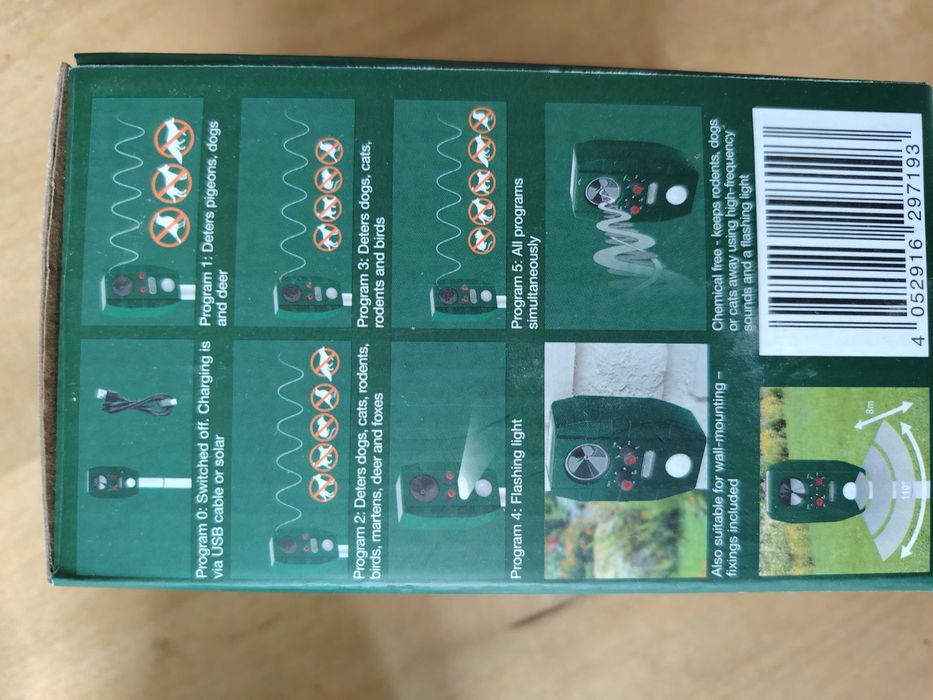 Program 0: Switched off. Charging is
via USB cable or solar
Program 1: Deters pigeons, dogs
and deer
Program 2: Deters dogs, cats, rodents,
birds, martens, deer and foxes
Program 3: Deters dogs, cats,
rodents and birds
Program 4: Flashing light
Program 5: All programs
simultaneously
Also suitable for wall-mounting –
fixings included
Chemical free - keeps rodents, dogs
or cats away using high-frequency
sounds and a flashing light
8m
110°
4 052916 297193